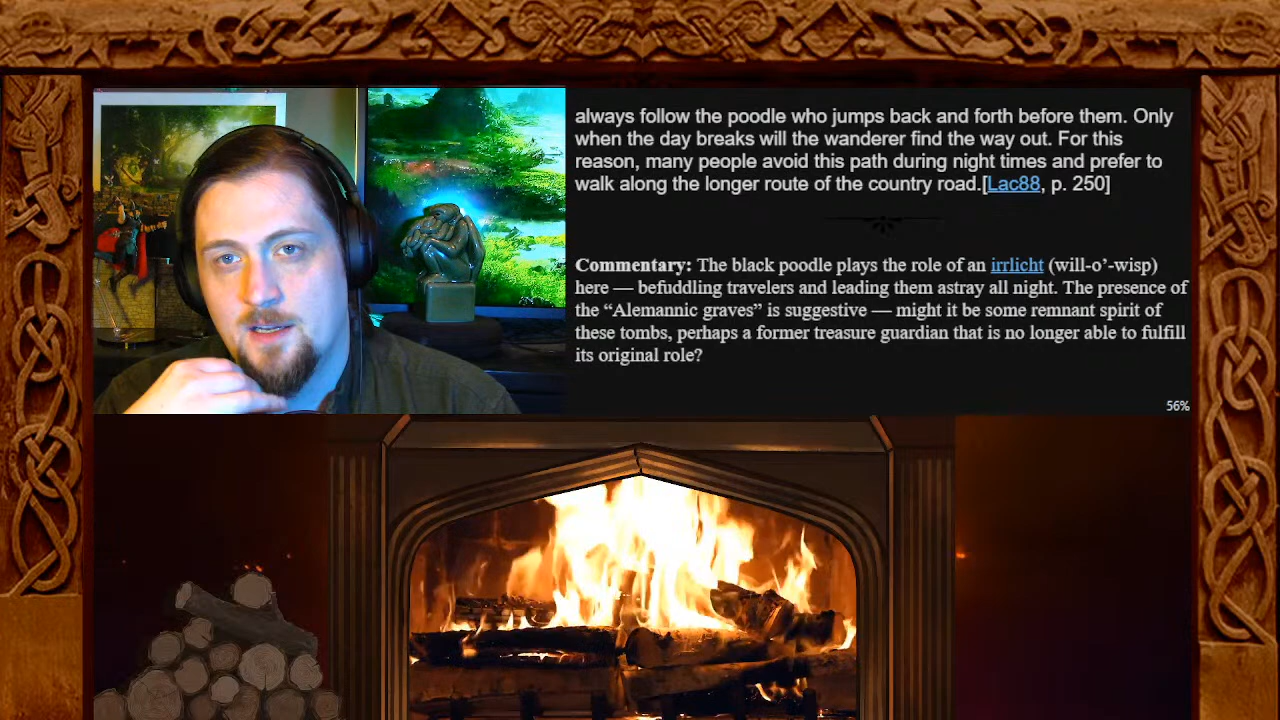 always follow the poodle who jumps back and forth before them. Only
when the day breaks will the wanderer find the way out. For this
reason, many people avoid this path during night times and prefer to
walk along the longer route of the country road.[Lac88, p. 250]
Commentary: The black poodle plays the role of an irrlicht (will-o’-wisp)
here — befuddling travelers and leading them astray all night. The presence of
the “Alemannic graves” is suggestive — might it be some remnant spirit of
these tombs, perhaps a former treasure guardian that is no longer able to fulfill
its original role?
56%